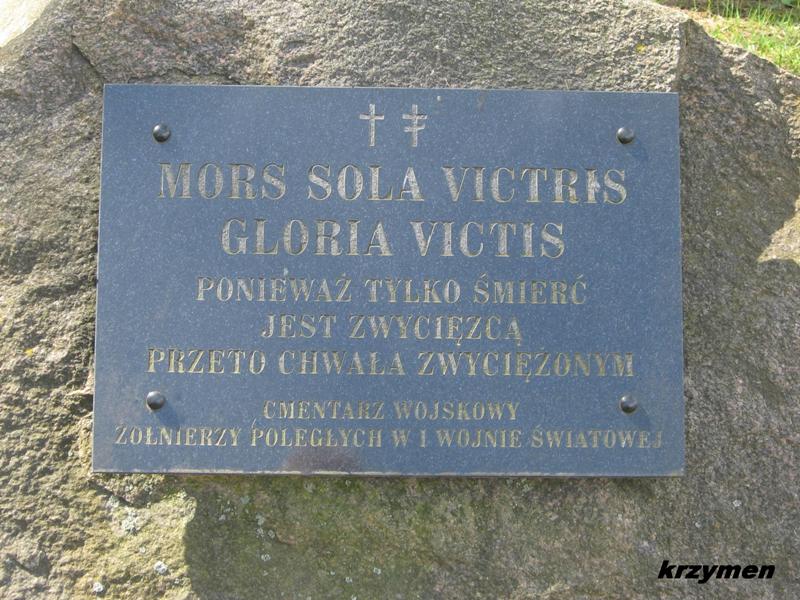 MORS SOLA VICTRIS
GLORIA VICTIS
PONIEWAŻ TYLKO ŚMIERĆ
JEST ZWYCIĘZCĄ
PRZETO CHWAŁA ZWYCIĘŻONYM
CMENTARZ WOJSKOWY
ŻOŁNIERZY POLEGŁYCH W I WOJNIE ŚWIATOWEJ
krzymen